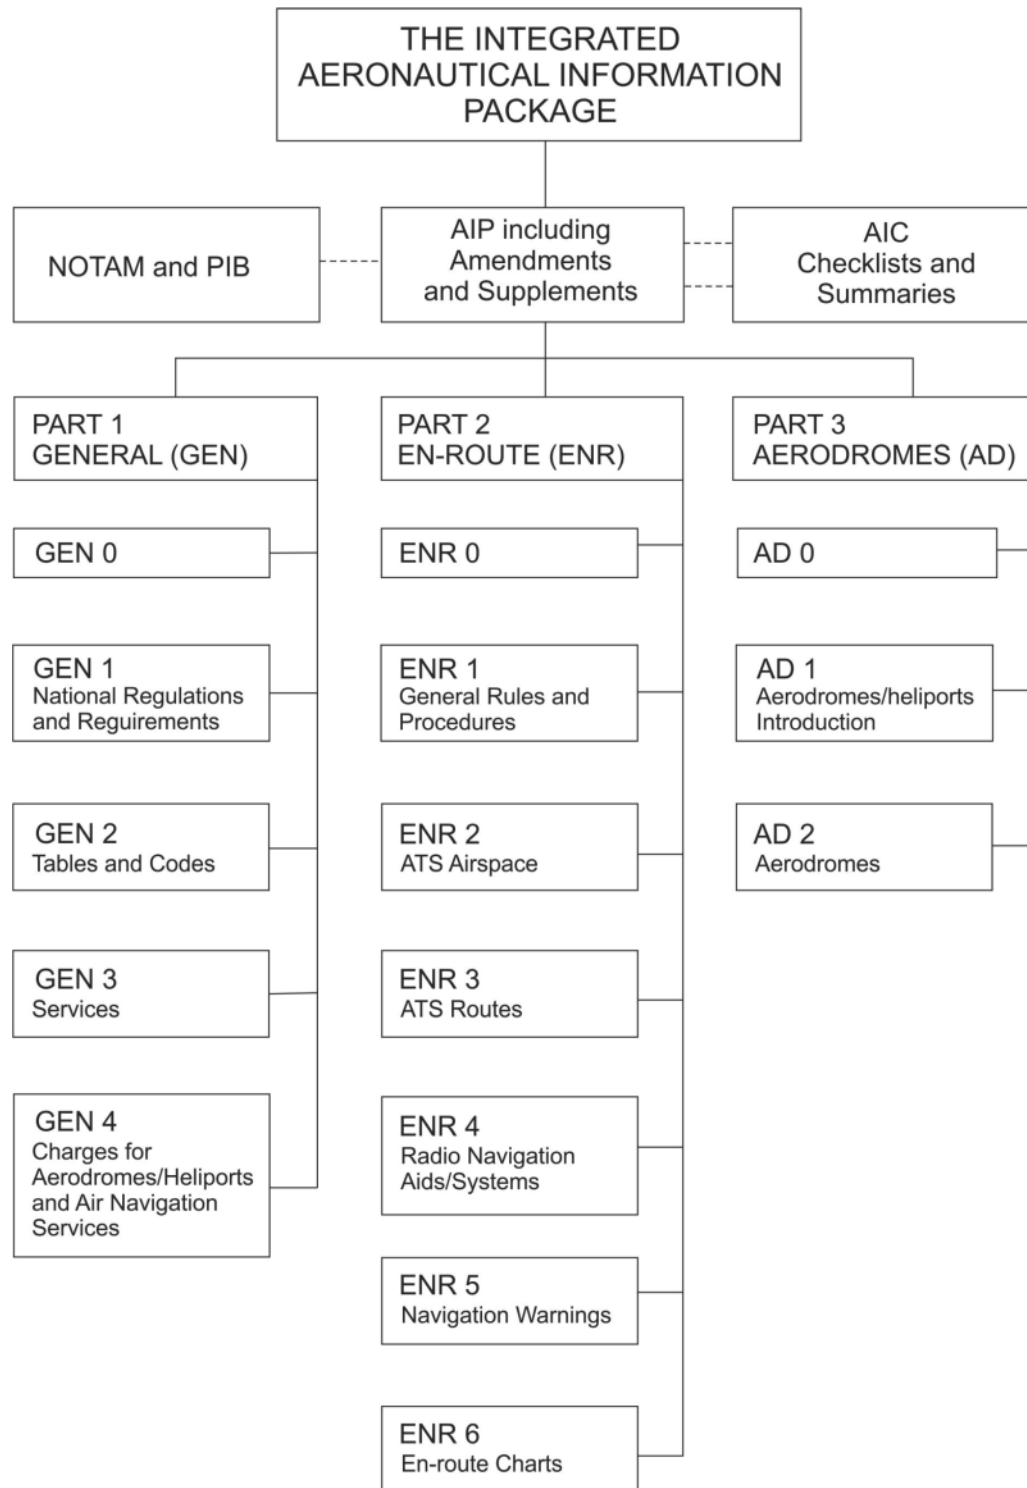 THE INTEGRATED
AERONAUTICAL INFORMATION
PACKAGE
NOTAM and PIB
AIP including
Amendments
and Supplements
AIC
Checklists and
Summaries
PART 1
GENERAL (GEN)
PART 2
EN-ROUTE (ENR)
PART 3
AERODROMES (AD)
GEN 0
ENR 0
AD 0
GEN 1
National Regulations
and Reguirements
ENR 1
General Rules and
Procedures
AD 1
Aerodromes/heliports
Introduction
GEN 2
Tables and Codes
ENR 2
ATS Airspace
AD 2
Aerodromes
GEN 3
Services
ENR 3
ATS Routes
GEN 4
Charges for
Aerodromes/Heliports
and Air Navigation
Services
ENR 4
Radio Navigation
Aids/Systems
ENR 5
Navigation Warnings
ENR 6
En-route Charts